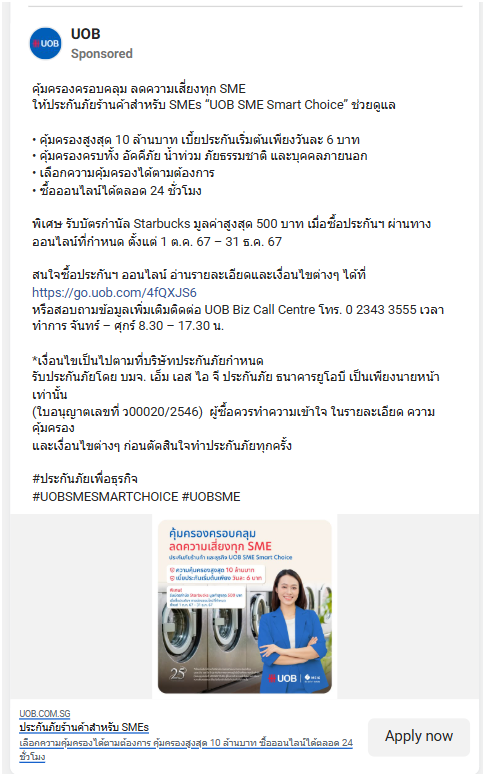 UOB
UOB
Sponsored
คุ้มครองครอบคลุม ลดความเสี่ยงทุก SME
ให้ประกันภัยร้านค้าสำหรับ SMEs “UOB SME Smart Choice” ช่วยดูแล
• คุ้มครองสูงสุด 10 ล้านบาท เบี้ยประกันเริ่มต้นเพียงวันละ 6 บาท
• คุ้มครองครบทั้ง อัคคีภัย น้ำท่วม ภัยธรรมชาติ และบุคคลภายนอก
• เลือกความคุ้มครองได้ตามต้องการ
• ซื้อออนไลน์ได้ตลอด 24 ชั่วโมง
พิเศษ รับบัตรกำนัล Starbucks มูลค่าสูงสุด 500 บาท เมื่อซื้อประกันฯ ผ่านทาง
ออนไลน์ที่กำหนด ตั้งแต่ 1 ต.ค. 67 – 31 ธ.ค. 67
สนใจซื้อประกันฯ ออนไลน์ อ่านรายละเอียดและเงื่อนไขต่างๆ ได้ที่
https://go.uob.com/4fQXJS6
หรือสอบถามข้อมูลเพิ่มเติมติดต่อ UOB Biz Call Centre โทร. 0 2343 3555 เวลา
ทำการ จันทร์ – ศุกร์ 8.30 – 17.30 น.
*เงื่อนไขเป็นไปตามที่บริษัทประกันภัยกำหนด
รับประกันภัยโดย บมจ. เอ็ม เอส ไอ จี ประกันภัย ธนาคารยูโอบี เป็นเพียงนายหน้า
เท่านั้น
(ใบอนุญาตเลขที่ ว00020/2546) ผู้ซื้อควรทำความเข้าใจ ในรายละเอียด ความ
คุ้มครอง
และเงื่อนไขต่างๆ ก่อนตัดสินใจทำประกันภัยทุกครั้ง
#ประกันภัยเพื่อธุรกิจ
#UOBSMESMARTCHOICE #UOBSME
คุ้มครองครอบคลุม
ลดความเสี่ยงทุก SME
ประกันภัยร้านค้า และธุรกิจ UOB SME Smart Choice
ความคุ้มครองสูงสุด 10 ล้านบาท
เบี้ยประกันเริ่มต้นเพียง วันละ 6 บาท
พิเศษ!
25
UOB
UOB.COM.SG
ประกันภัยร้านค้าสำหรับ SMEs
เลือกความคุ้มครองได้ตามต้องการ คุ้มครองสูงสุด 10 ล้านบาท ซื้อออนไลน์ได้ตลอด 24
ชั่วโมง
Apply now